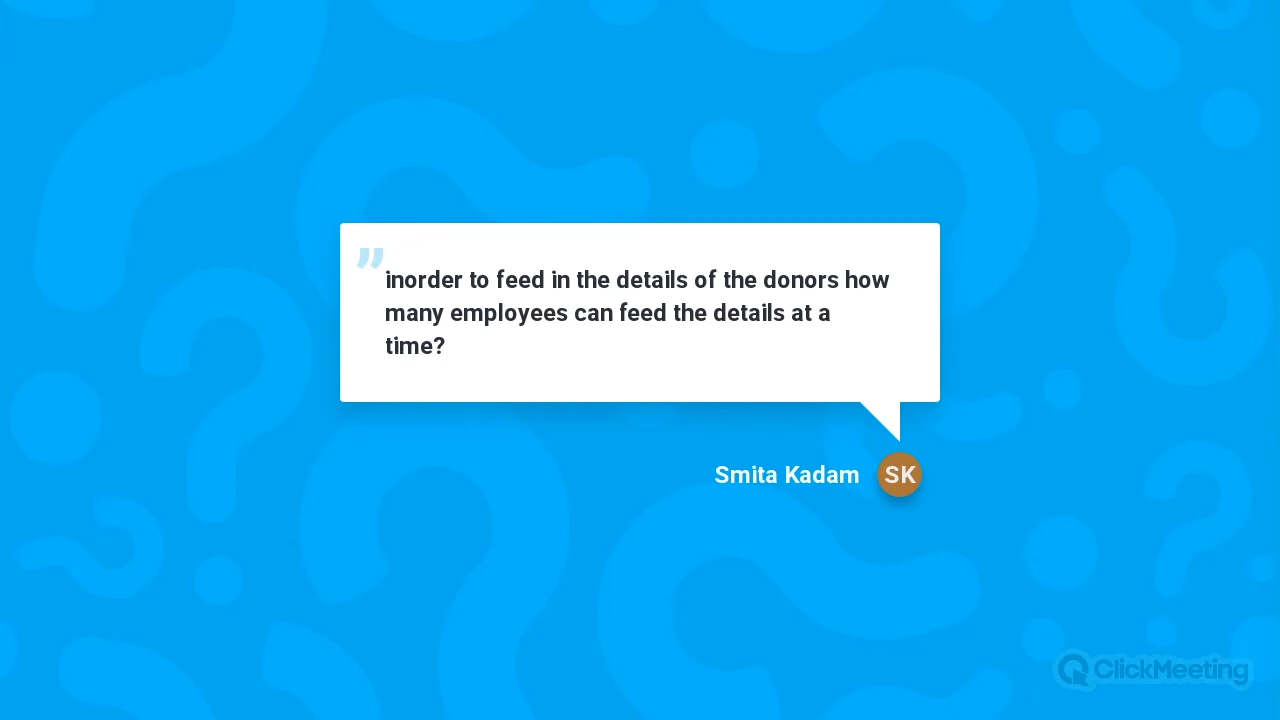 inorder to feed in the details of the donors how
many employees can feed the details at a
time?
Smita Kadam
SK
ClickMeeting